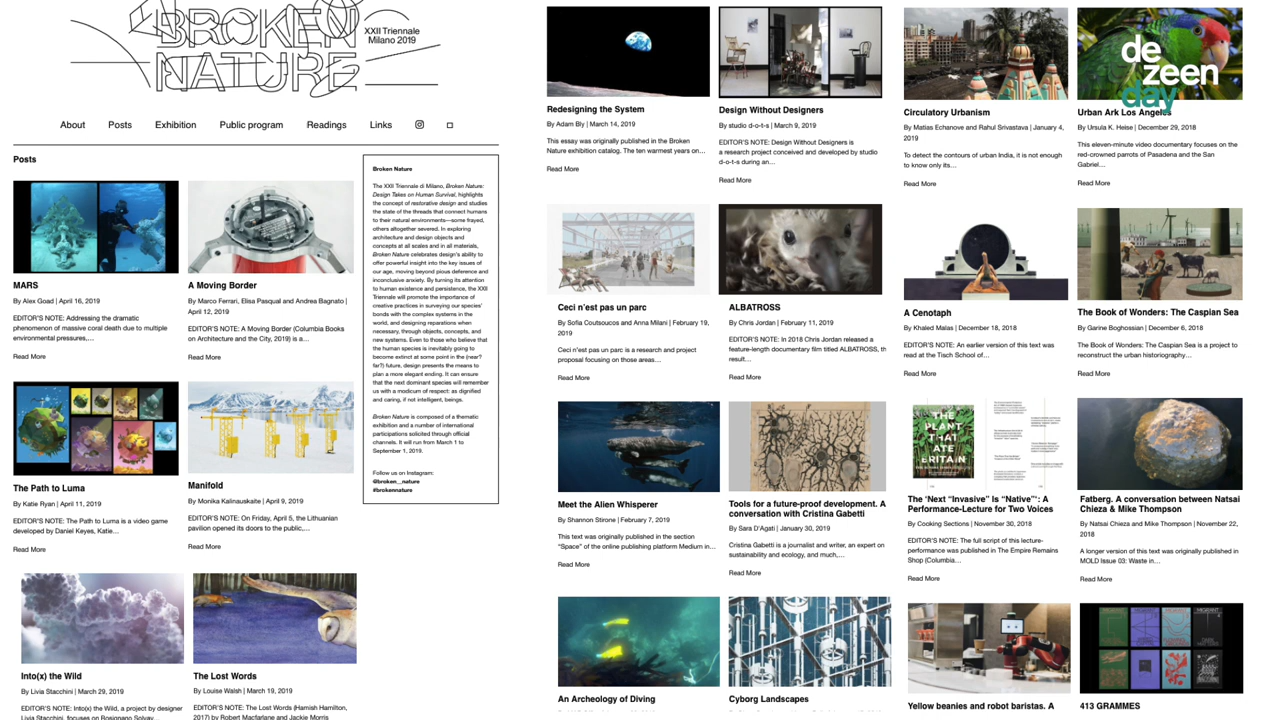 BROKEN
NATURE
XXII Triennale
Milano 2019
About
Posts
Exhibition
Public program
Readings
Links
Posts
MARS
By Alex Goad | April 16, 2019
EDITOR'S NOTE: Addressing the dramatic
phenomenon of massive coral death due to multiple
environmental pressures,…
Read More
A Moving Border
By Marco Ferrari, Elisa Pasqual and Andrea Bagnato |
April 12, 2019
EDITOR'S NOTE: A Moving Border (Columbia Books
on Architecture and the City, 2019) is a…
Read More
The Path to Luma
By Katie Ryan | April 11, 2019
EDITOR'S NOTE: The Path to Luma is a video game
developed by Daniel Keyes, Katie…
Read More
Manifold
By Monika Kalinauskaite | April 9, 2019
EDITOR'S NOTE: On Friday, April 5, the Lithuanian
pavilion opened its doors to the public,…
Read More
Into(x) the Wild
By Livia Stacchini | March 29, 2019
EDITOR'S NOTE: Into(x) the Wild, a project by designer
Livia Stacchini, focuses on Rosignano Solvay…
The Lost Words
By Louise Walsh | March 19, 2019
EDITOR'S NOTE: The Lost Words (Hamish Hamilton,
2017) by Robert Macfarlane and Jackie Morris
Broken Nature
The XXII Triennale di Milano, Broken Nature:
Design Takes on Human Survival, highlights
the concept of restorative design and studies
the state of the threads that connect humans
to their natural environments––some frayed,
others altogether severed. In exploring
architecture and design objects and
concepts at all scales and in all materials,
Broken Nature celebrates design's ability to
offer powerful insight into the key issues of
our age, moving beyond pious deference and
inconclusive anxiety. By turning its attention
to human existence and persistence, the XXII
Triennale will promote the importance of
creative practices in surveying our species'
bonds with the complex systems in the
world, and designing reparations when
necessary, through objects, concepts, and
new systems. Even to those who believe that
the human species is inevitably going to
become extinct at some point in the (near?
far?) future, design presents the means to
plan a more elegant ending. It can ensure
that the next dominant species will remember
us with a modicum of respect: as dignified
and caring, if not intelligent, beings.
Broken Nature is composed of a thematic
exhibition and a number of international
participations solicited through official
channels. It will run from March 1 to
September 1, 2019.
Follow us on Instagram:
@broken__nature
#brokennature
Redesigning the System
By Adam Bly | March 14, 2019
This essay was originally published in the Broken
Nature exhibition catalog. The ten warmest years on…
Read More
Design Without Designers
By studio d-o-t-s | March 9, 2019
EDITOR'S NOTE: Design Without Designers is
a research project conceived and developed by studio
d-o-t-s during an…
Read More
Ceci n'est pas un parc
By Sofia Coutsoucos and Anna Milani | February 19,
2019
Ceci n'est pas un parc is a research and project
proposal focusing on those areas…
Read More
ALBATROSS
By Chris Jordan | February 11, 2019
EDITOR'S NOTE: In 2018 Chris Jordan released a
feature-length documentary film titled ALBATROSS, th
result…
Read More
Meet the Alien Whisperer
By Shannon Stirone | February 7, 2019
This text was originally published in the section
"Space" of the online publishing platform Medium in…
Read More
Tools for a future-proof development. A
conversation with Cristina Gabetti
By Sara D'Agati | January 30, 2019
Cristina Gabetti is a journalist and writer, an expert on
sustainability and ecology, and much,…
Read More
An Archeology of Diving
Cyborg Landscapes
Circulatory Urbanism
By Matias Echanove and Rahul Srivastava | January 4,
2019
To detect the contours of urban India, it is not enough
to know only its…
Read More
de
zeen
day
Urban Ark Los Angeles
By Ursula K. Heise | December 29, 2018
This eleven-minute video documentary focuses on the
red-crowned parrots of Pasadena and the San
Gabriel…
Read More
A Cenotaph
By Khaled Malas | December 18, 2018
EDITOR'S NOTE: An earlier version of this text was
read at the Tisch School of…
Read More
The Book of Wonders: The Caspian Sea
By Garine Boghossian | December 6, 2018
The Book of Wonders: The Caspian Sea is a project to
reconstruct the urban historiography…
Read More
THE
PLANT
THAT
ATE
BRITAIN
The 'Next "Invasive" Is "Native"': A
Performance-Lecture for Two Voices
By Cooking Sections | November 30, 2018
EDITOR'S NOTE: The full script of this lecture-
performance was published in The Empire Remains
Shop (Columbia…
Read More
Fatberg. A conversation between Natsai
Chieza & Mike Thompson
By Natsai Chieza and Mike Thompson | November 22,
2018
A longer version of this text was originally published in
MOLD Issue 03: Waste in…
Read More
Yellow beanies and robot baristas. A
413 GRAMMES